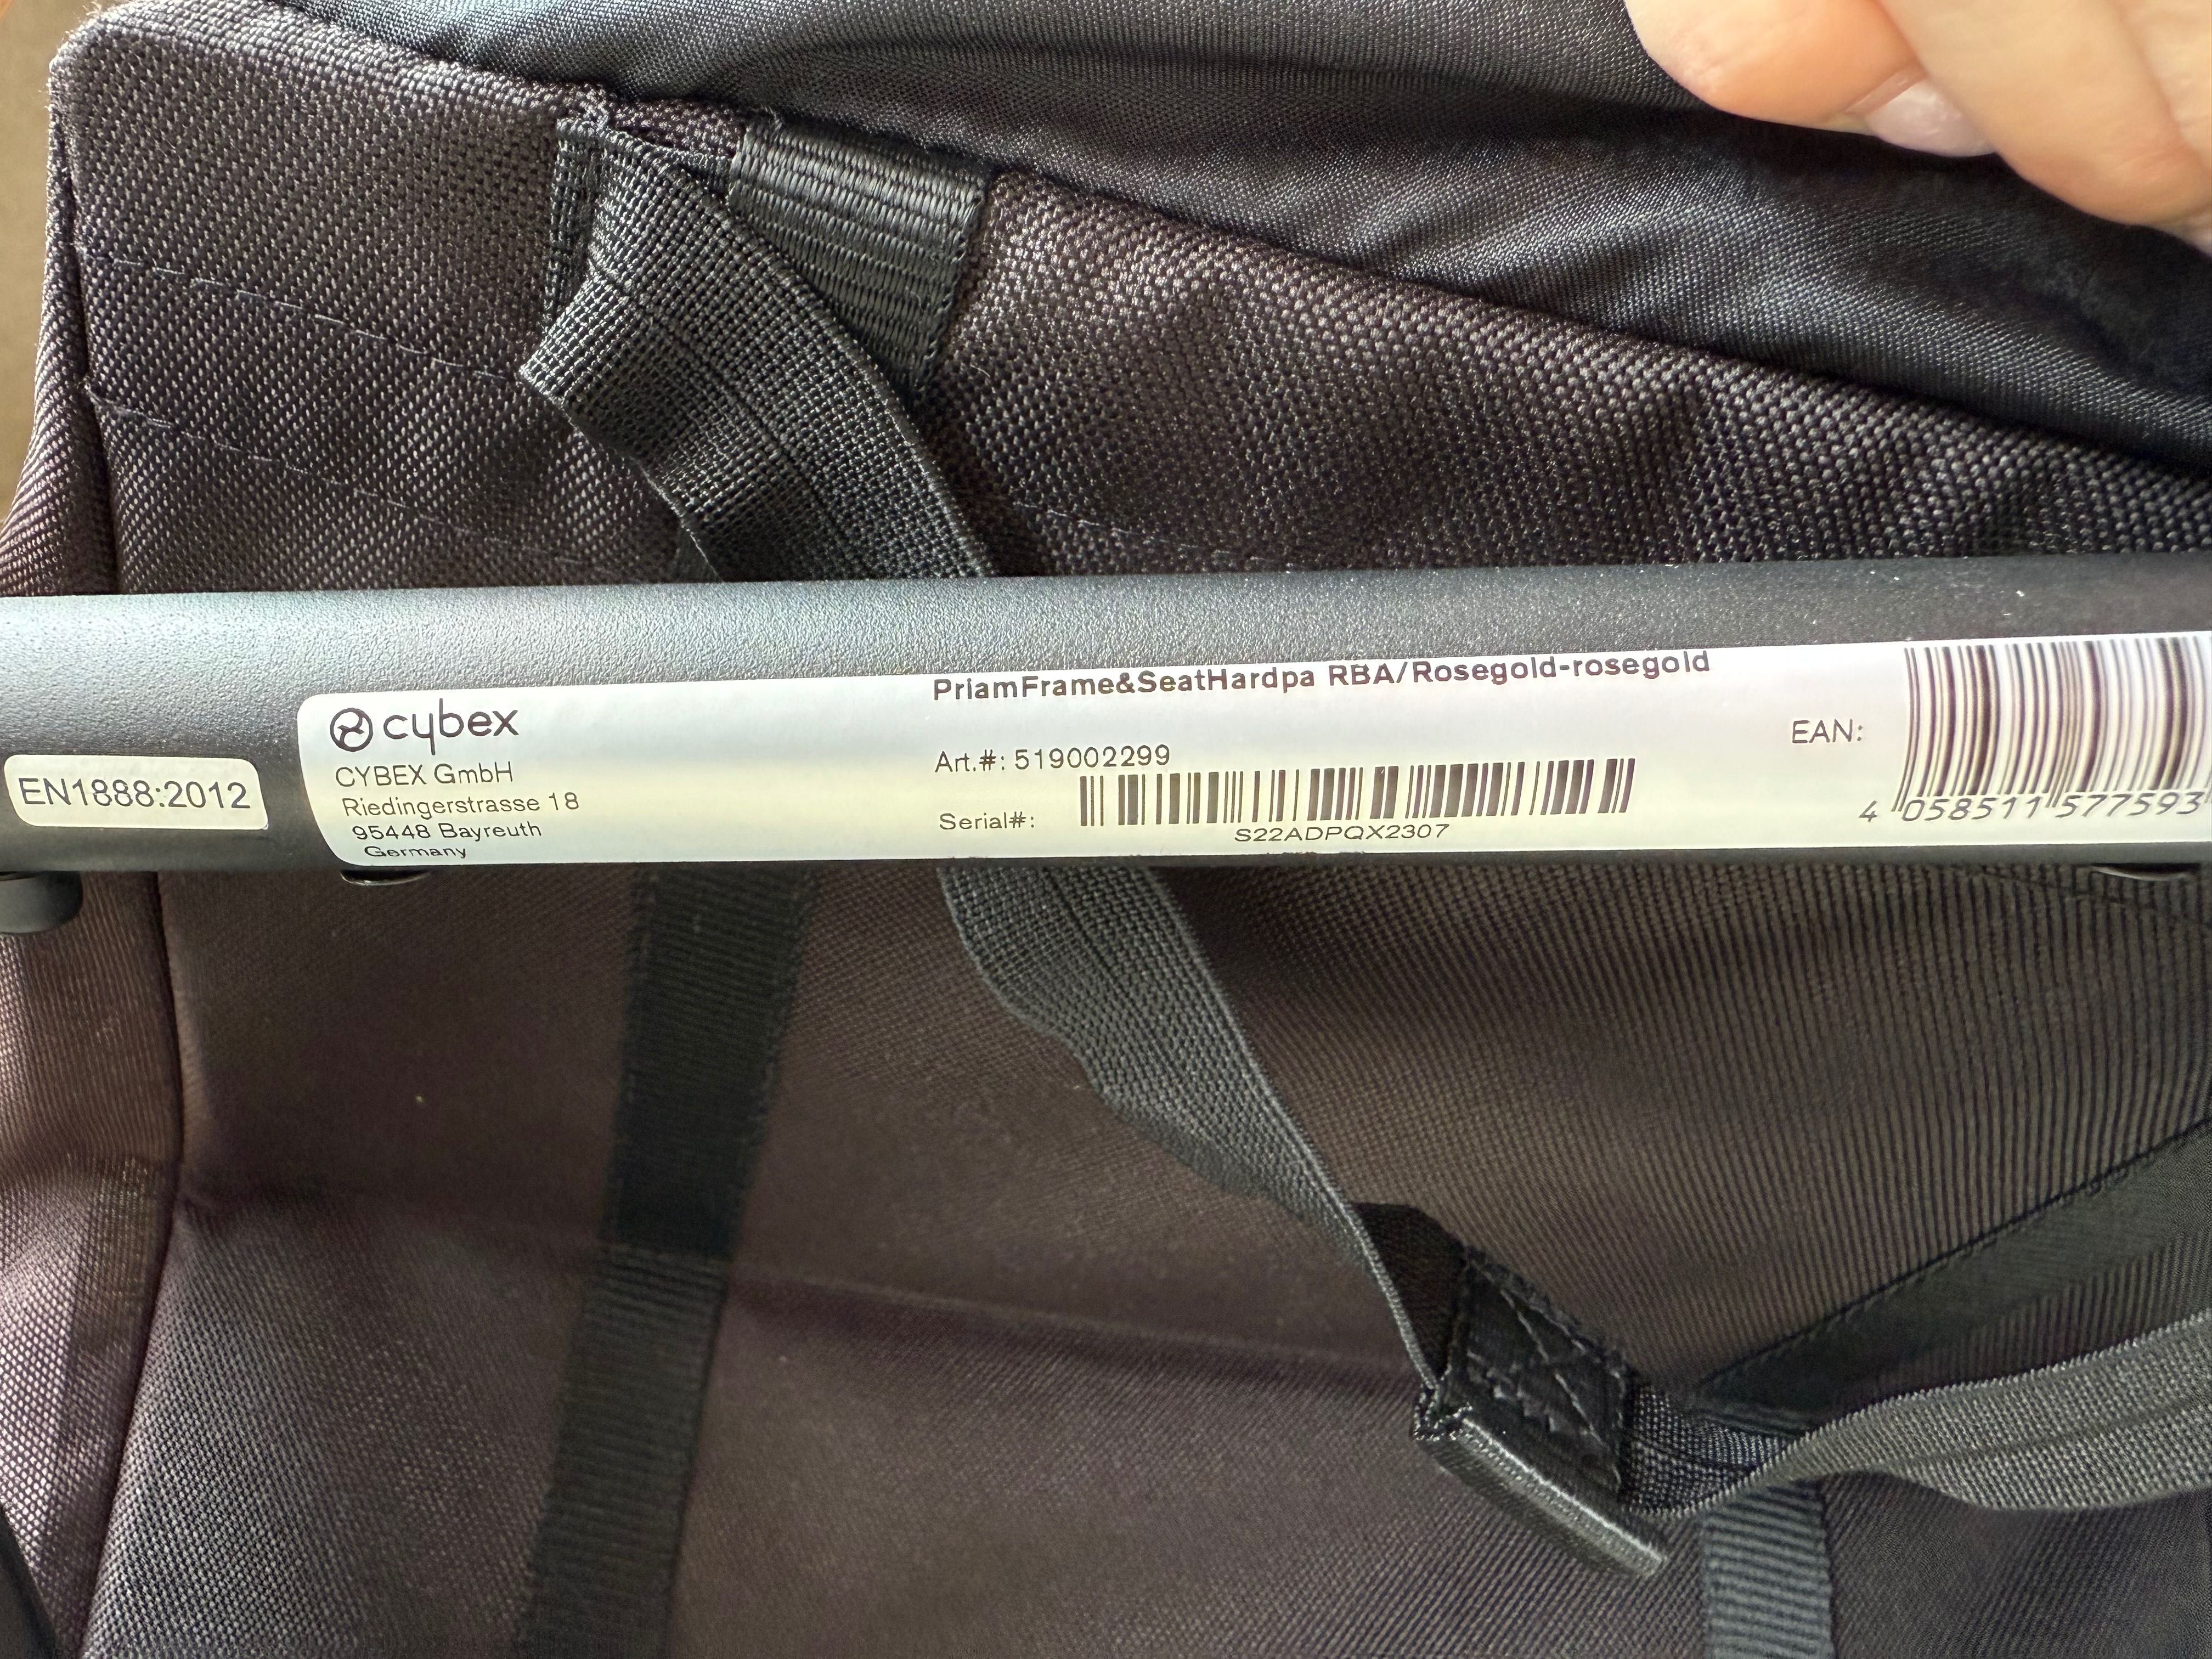 EN1888:2012
cybex
CYBEX GmbH
Riedingerstrasse 18
95448 Bayreuth
Germany
PriamFrame&SeatHardpa RBA/Rosegold-rosegold
Art.#: 519002299
Serial#:
S22ADPQX2307
EAN:
4 058511 577593